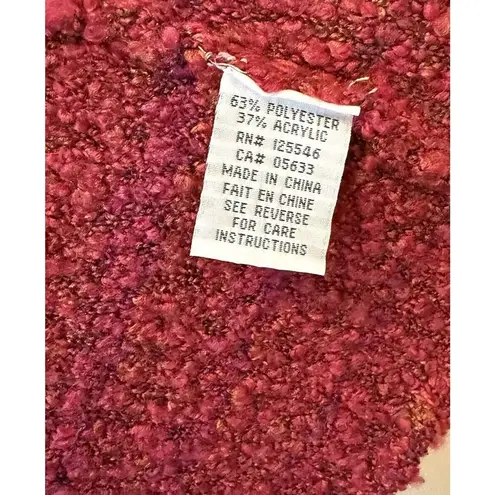 63% POLYESTER
37% ACRYLIC
RN# 125546
CA# 05633
MADE IN CHINA
FAIT EN CHINE
SEE REVERSE
FOR CARE
INSTRUCTIONS